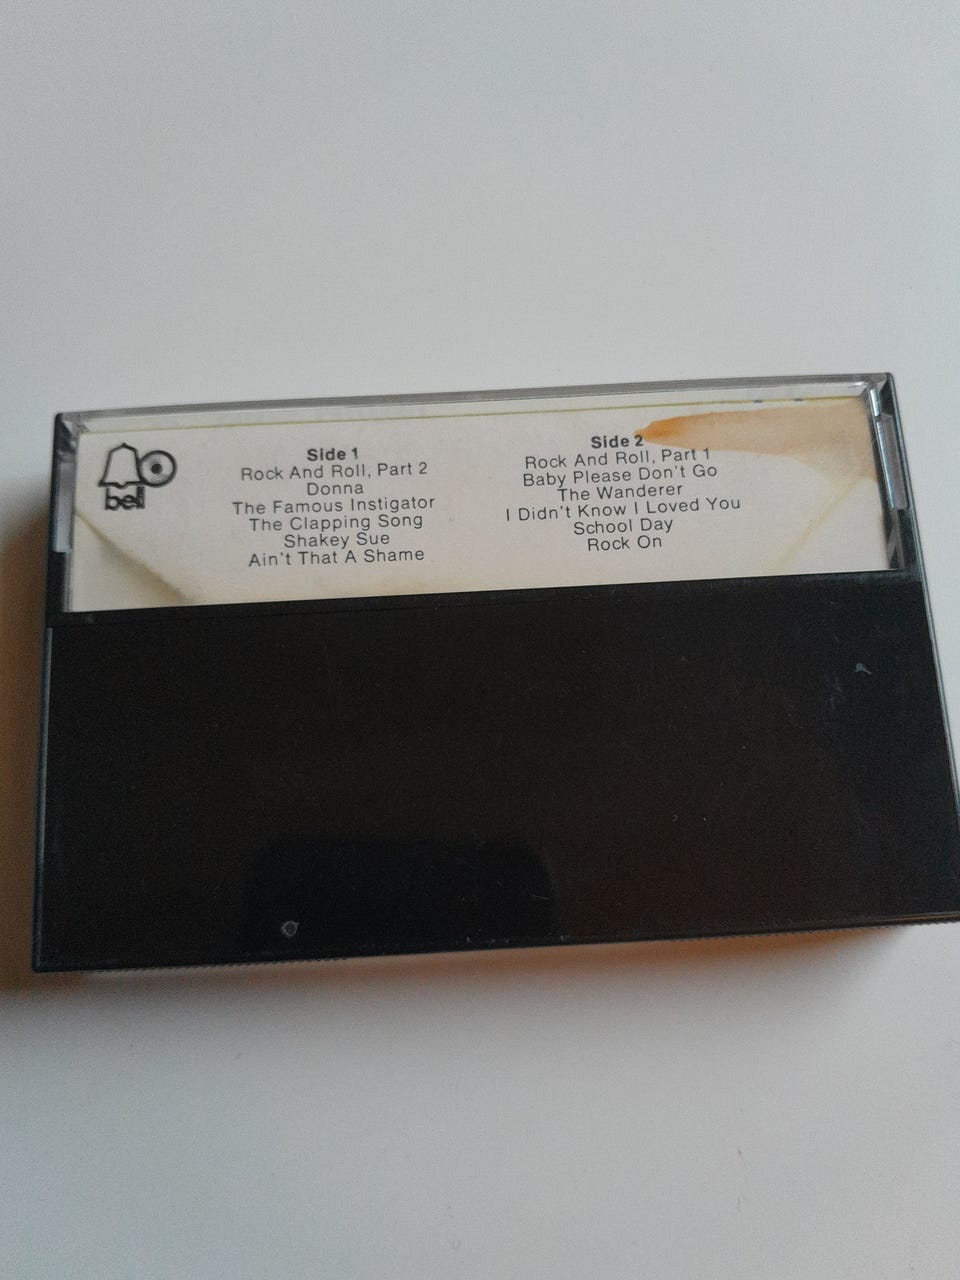 bell
Side 1
Rock And Roll, Part 2
Donna
The Famous Instigator
The Clapping Song
Shakey Sue
Ain't That A Shame
Side 2
Rock And Roll, Part 1
Baby Please Don't Go
The Wanderer
I Didn't Know I Loved You
School Day
Rock On